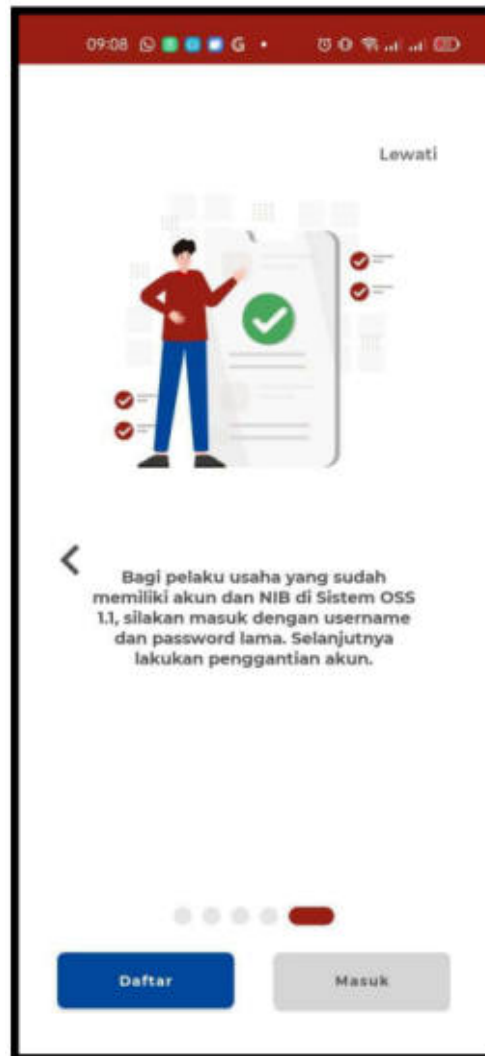 09:08
G
Lewati
Bagi pelaku usaha yang sudah
memiliki akun dan NIB di Sistem OSS
1.1, silakan masuk dengan username
dan password lama. Selanjutnya
lakukan penggantian akun.
Daftar
Masuk